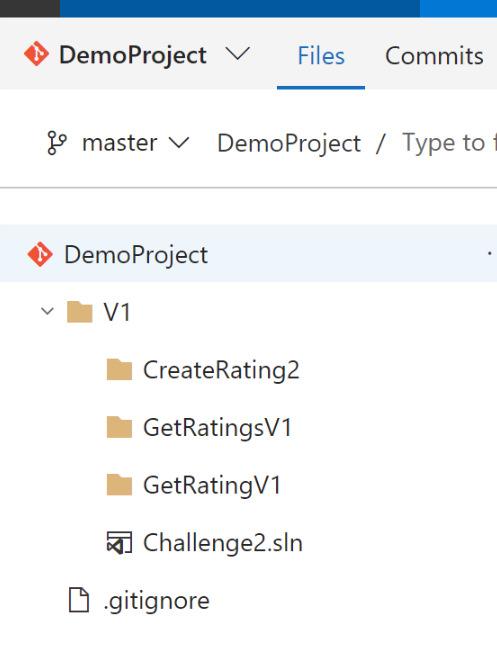 DemoProject Files Commits
master DemoProject / Type to
DemoProject
V1
CreateRating2
GetRatingsV1
GetRatingV1
Challenge2.sln
.gitignore